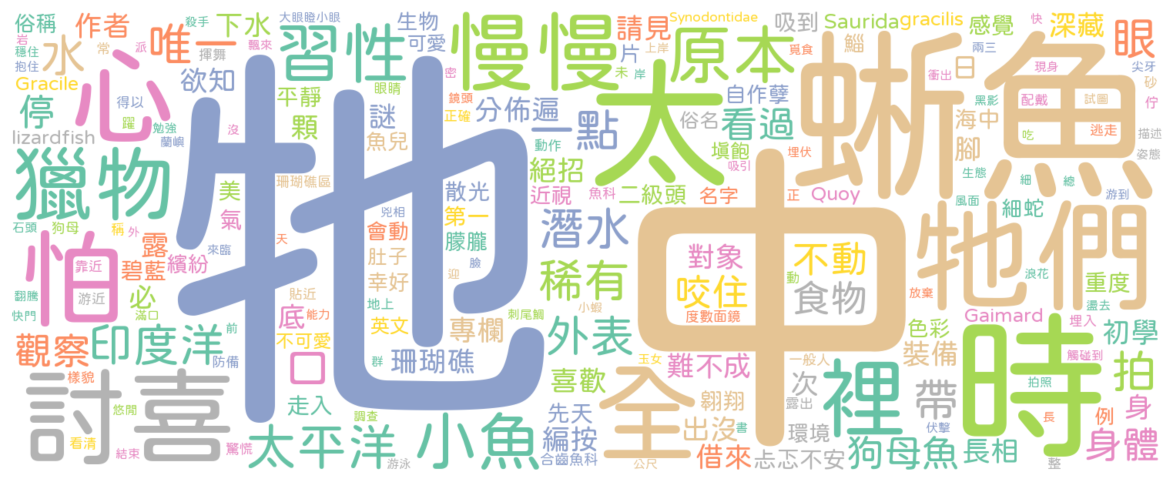 俗稱 作者 唯一 下水 大眼瞪小眼 生物 慢慢 請見 Synodontidae 吸到 Saurida gracilis 感覺 深藏 快
岩 殺手 飄來 習性 可愛 片 未 上岸 岸 原本 覓食 鯔 兩三 眼
穩住 常 派 揮舞 密 蜥魚 日 衝出 現身 尖牙
抱住 水 心 欲知 眼睛 鏡頭 自作孽 海中 黑影 配戴 試圖 砂
Gracile 得以 平靜 謎 正確 分佈遍 太 俗名 看過 吃 逃走 佇
停 躍 勉強 沒 顆 魚兒 動作 一點 填飽 腳 描述
lizardfish 蘭嶼 絕招 吸引 埋伏 生態 細 總 姿態
獵物 美 珊瑚礁區 散光 近視 魚科 二級頭 名字 正 Quoy 風面 游到
石頭 狗母 稱 外 氣 兇相 第一 潛水 細蛇 牠們
怕 露 來臨 牠 會動 朦朧 中 對象 不動 浪花
靠近 碧藍 繽紛 天 肚子 臉 稀有 動 重度
翻騰 游近 必 貼近 幸好 迎 咬住 食物 放棄 盪去
快門 滿口 前 底 地上 小蝦 度數面鏡 Gaimard 埋入
觀察 印度洋 能力 英文 專欄 刺尾鯛 外表 色彩 時 初學
防備 不可愛 群 玉女 一般人 裝備 觸碰到
樣貌 口 珊瑚礁 喜歡 難不成 次 裡 帶 拍照 拍
討喜 悠閒 走入 先天 全 翱翔 露出 伏擊 長 例 身
看清 太平洋 調查 小魚 編按 出沒 書 環境 狗母魚 長相 身體
結束 驚慌 游泳 合齒魚科 公尺 借來 忐忑不安 整